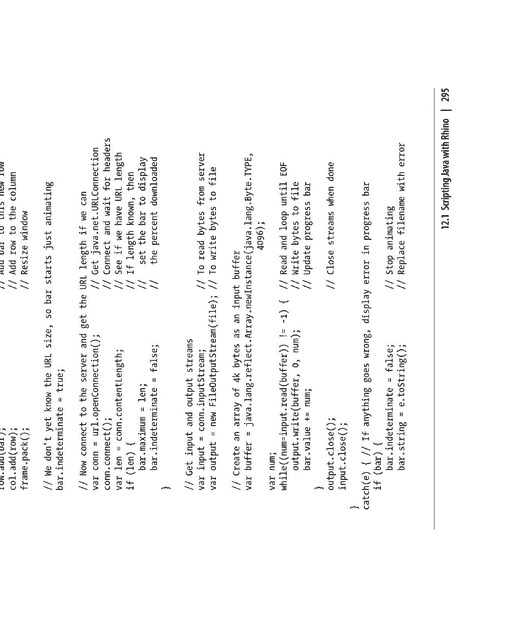 row.add(bar); // Add bar to this new row
col.add(row); // Add row to the column
frame.pack(); // Resize window
// We don't yet know the URL size, so bar starts just animating
bar.indeterminate = true;
// Now connect to the server and get the URL length if we can
var conn = url.openConnection(); // Get java.net.URLConnection
conn.connect(); // Connect and wait for headers
var len = conn.contentLength; // See if we have URL length
if (len) { // If length known, then
bar.maximum = len; // set the bar to display
bar.indeterminate = false; // the percent downloaded
}
// Get input and output streams
var input = conn.inputStream; // To read bytes from server
var output = new FileOutputStream(file); // To write bytes to file
// Create an array of 4k bytes as an input buffer
var buffer = java.lang.reflect.Array.newInstance(java.lang.Byte.TYPE,
4096);
var num;
while((num=input.read(buffer)) != -1) { // Read and loop until EOF
output.write(buffer, 0, num); // Write bytes to file
bar.value += num; // Update progress bar
}
output.close(); // Close streams when done
input.close();
}
catch(e) { // If anything goes wrong, display error in progress bar
if (bar) {
bar.indeterminate = false; // Stop animating
bar.string = e.toString(); // Replace filename with error
12.1 Scripting Java with Rhino | 295